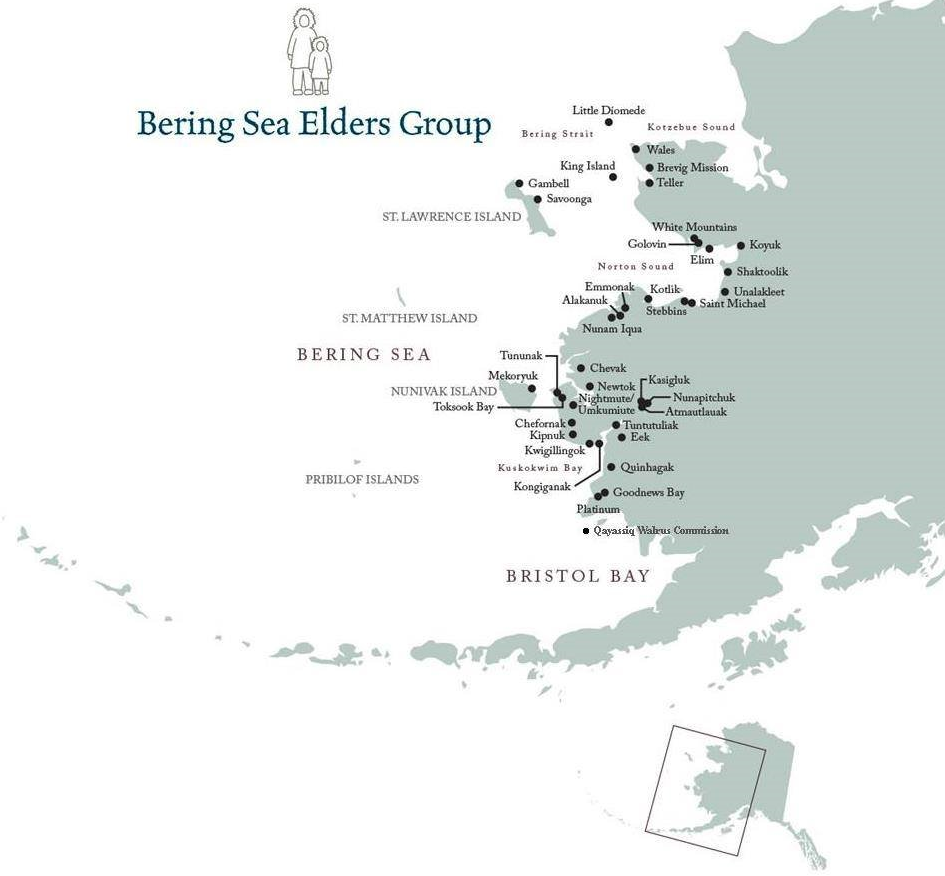 Bering Sea Elders Group
Little Diomede
Bering Strait
Kotzebue Sound
Wales
King Island
Brevig Mission
Gambell
Teller
Savoonga
ST. LAWRENCE ISLAND
White Mountains
Golovin
Koyuk
Elim
Norton Sound
Shaktoolik
Emmonak
Kotlik
Unalakleet
Alakanuk
Saint Michael
Stebbins
ST. MATTHEW ISLAND
Nunam Iqua
BERING SEA
Tununak
Chevak
Mekoryuk
Kasigluk
Newtok
NUNIVAK ISLAND
Nightmute/
Umkumiute
Nunapitchuk
Toksook Bay
Atmautlauak
Chefornak
Tuntutuliak
Kipnuk
Eek
Kwigillingok
Kuskokwim Bay
Quinhagak
PRIBILOF ISLANDS
Kongiganak
Goodnews Bay
Platinum
Qayassiq Walrus Commission
BRISTOL BAY